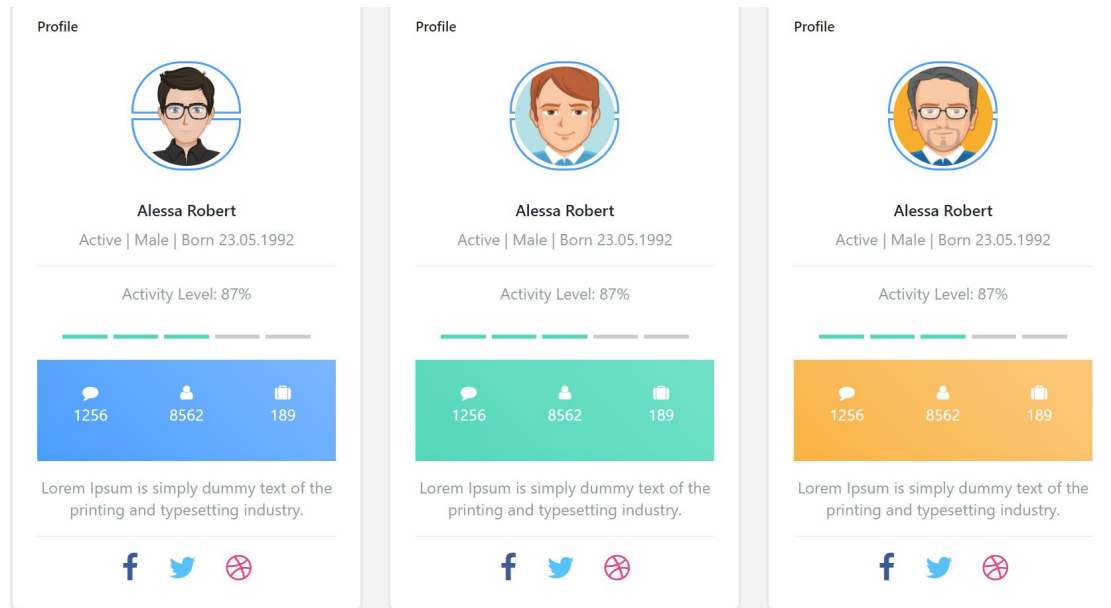 Profile
Alessa Robert
Active | Male | Born 23.05.1992
Activity Level: 87%
1256 8562 189
Lorem Ipsum is simply dummy text of the
printing and typesetting industry.
Profile
Alessa Robert
Active | Male | Born 23.05.1992
Activity Level: 87%
1256 8562 189
Lorem Ipsum is simply dummy text of the
printing and typesetting industry.
Profile
Alessa Robert
Active | Male | Born 23.05.1992
Activity Level: 87%
1256 8562 189
Lorem Ipsum is simply dummy text of the
printing and typesetting industry.